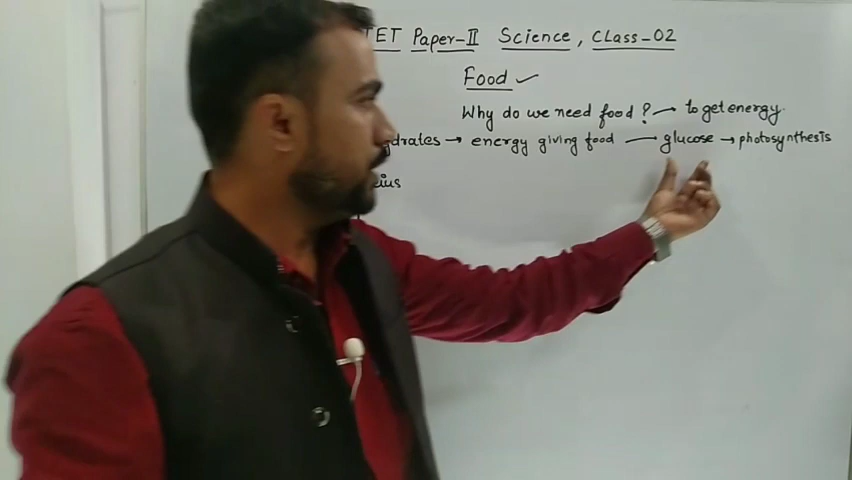 TET Paper-II Science, Class-02
Food ✓
Why do we need food? → to get energy.
drates → energy giving food → glucose → photosynthesis